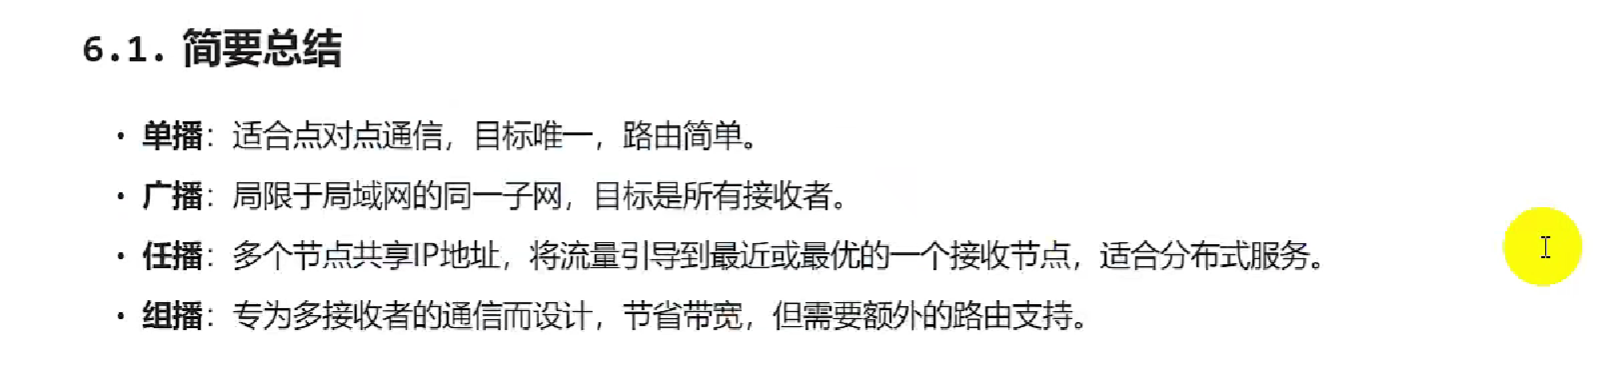 6.1. 简要总结
• 单播：适合点对点通信，目标唯一，路由简单。
• 广播：局限于局域网的同一子网，目标是所有接收者。
• 任播：多个节点共享IP地址，将流量引导到最近或最优的一个接收节点，适合分布式服务。
• 组播：专为多接收者的通信而设计，节省带宽，但需要额外的路由支持。